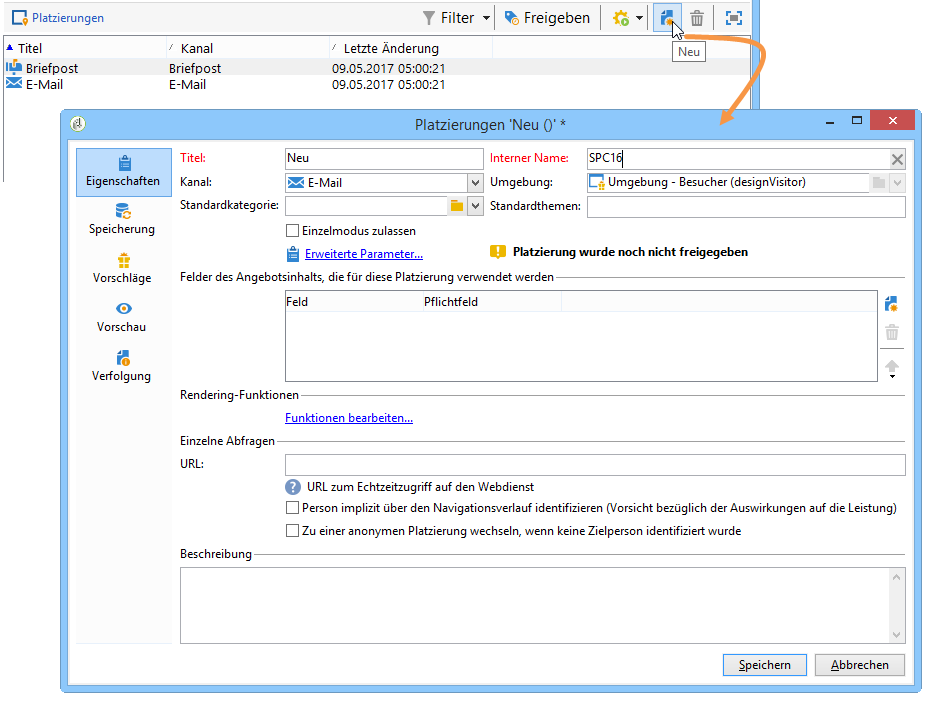 Platzierungen Filter Freigeben
Titel Kanal Letzte Änderung
Briefpost Briefpost 09.05.2017 05:00:21
E-Mail E-Mail 09.05.2017 05:00:21
Neu
Platzierungen 'Neu ()' *
Eigenschaften
Speicherung
Vorschläge
Vorschau
Verfolgung
Titel: Neu Interner Name: SPC16
Kanal: E-Mail Umgebung: Umgebung - Besucher (designVisitor)
Standardkategorie: Standardthemen:
Einzelmodus zulassen
Erweiterte Parameter... Platzierung wurde noch nicht freigegeben
Felder des Angebotsinhalts, die für diese Platzierung verwendet werden
Feld Pflichtfeld
Rendering-Funktionen
Funktionen bearbeiten...
Einzelne Abfragen
URL:
URL zum Echtzeitzugriff auf den Webdienst
Person implizit über den Navigationsverlauf identifizieren (Vorsicht bezüglich der Auswirkungen auf die Leistung)
Zu einer anonymen Platzierung wechseln, wenn keine Zielperson identifiziert wurde
Beschreibung
Speichern Abbrechen